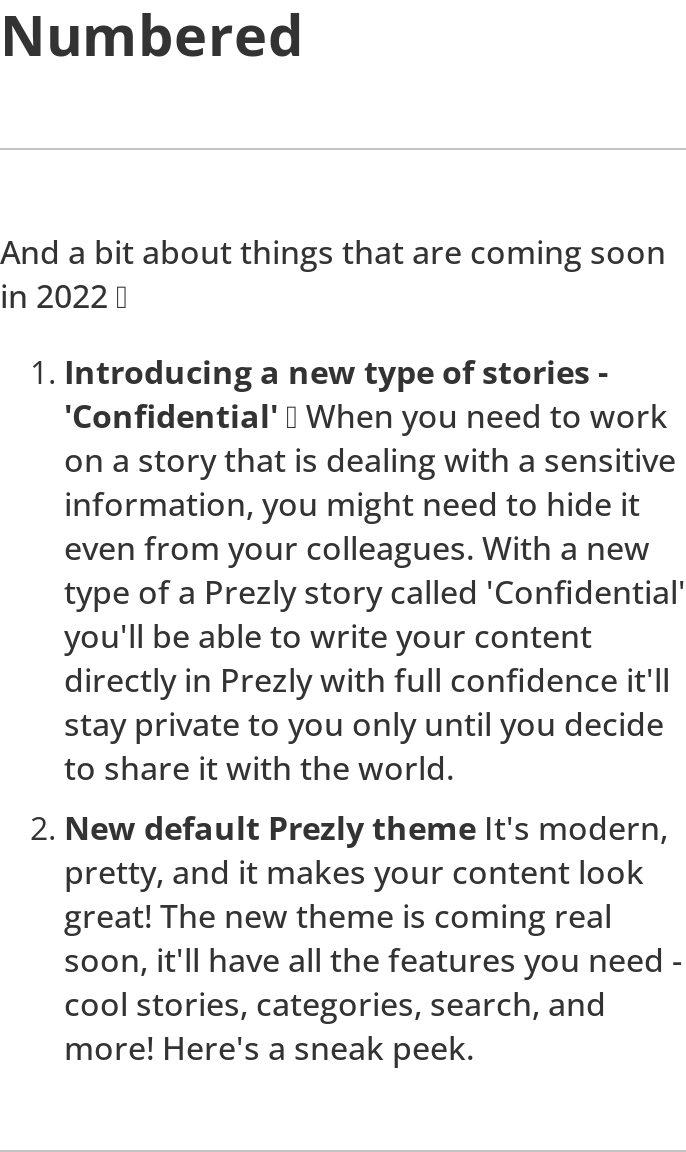 Numbered
And a bit about things that are coming soon
in 2022 
1. Introducing a new type of stories -
'Confidential' When you need to work
on a story that is dealing with a sensitive
information, you might need to hide it
even from your colleagues. With a new
type of a Prezly story called 'Confidential'
you'll be able to write your content
directly in Prezly with full confidence it'll
stay private to you only until you decide
to share it with the world.
2. New default Prezly theme It's modern,
pretty, and it makes your content look
great! The new theme is coming real
soon, it'll have all the features you need -
cool stories, categories, search, and
more! Here's a sneak peek.